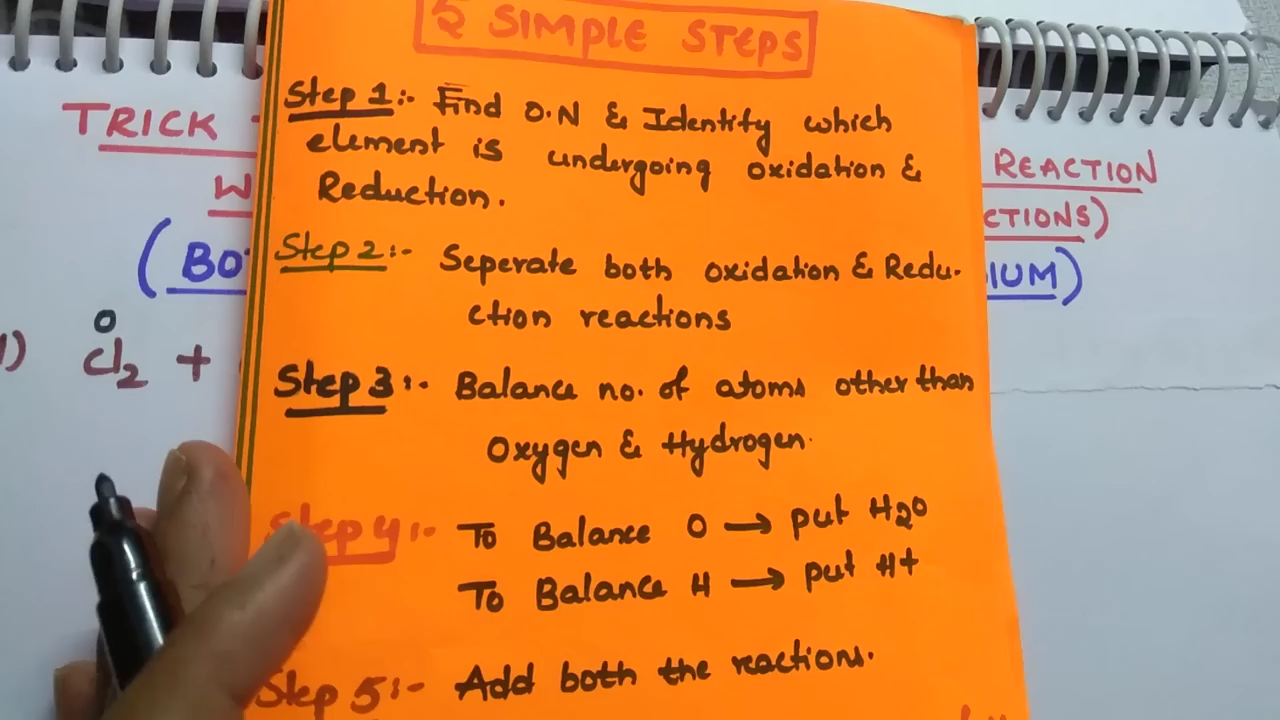 5 SIMPLE STEPS
Step 1:- Find O.N & Identify which
element is undergoing oxidation &
Reduction.
Step 2:- Seperate both oxidation & Redu-
ction reactions
Step 3:- Balance no. of atoms other than
Oxygen & Hydrogen.
Step 4:- To Balance O → put H2O
To Balance H → put H+
Step 5:- Add both the reactions.
TRICK
REACTION
W
CTIONS)
(BO
IUM)
1) Cl2 +
0